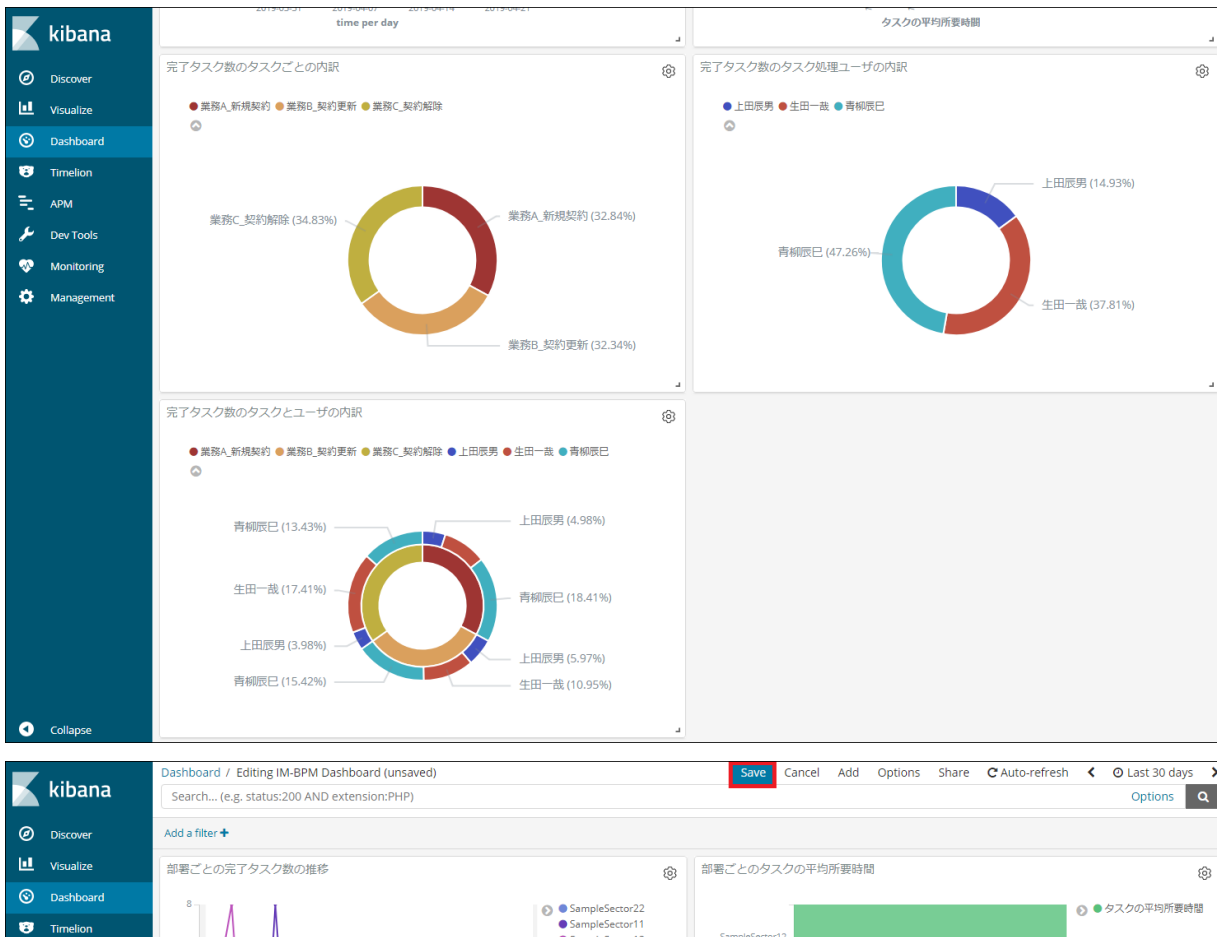 kibana
Discover
Visualize
Dashboard
Timelion
APM
Dev Tools
Monitoring
Management
Collapse
2019-03-31 2019-04-07 2019-04-14 2019-04-21
time per day
タスクの平均所要時間
完了タスク数のタスクごとの内訳
業務A_新規契約 業務B_契約更新 業務C_契約解除
業務C_契約解除 (34.83%)
業務A_新規契約 (32.84%)
業務B_契約更新 (32.34%)
完了タスク数のタスク処理ユーザの内訳
上田辰男 生田一哉 青柳辰巳
上田辰男 (14.93%)
青柳辰巳 (47.26%)
生田一哉 (37.81%)
完了タスク数のタスクとユーザの内訳
業務A_新規契約 業務B_契約更新 業務C_契約解除 上田辰男 生田一哉 青柳辰巳
青柳辰巳 (13.43%)
上田辰男 (4.98%)
生田一哉 (17.41%)
青柳辰巳 (18.41%)
上田辰男 (3.98%)
上田辰男 (5.97%)
青柳辰巳 (15.42%)
生田一哉 (10.95%)
kibana
Discover
Visualize
Dashboard
Timelion
Dashboard / Editing IM-BPM Dashboard (unsaved)
Save Cancel Add Options Share Auto-refresh Last 30 days
Search... (e.g. status:200 AND extension:PHP)
Options
Add a filter
部署ごとの完了タスク数の推移
8
SampleSector22
SampleSector11
部署ごとのタスクの平均所要時間
タスクの平均所要時間
SampleSector12